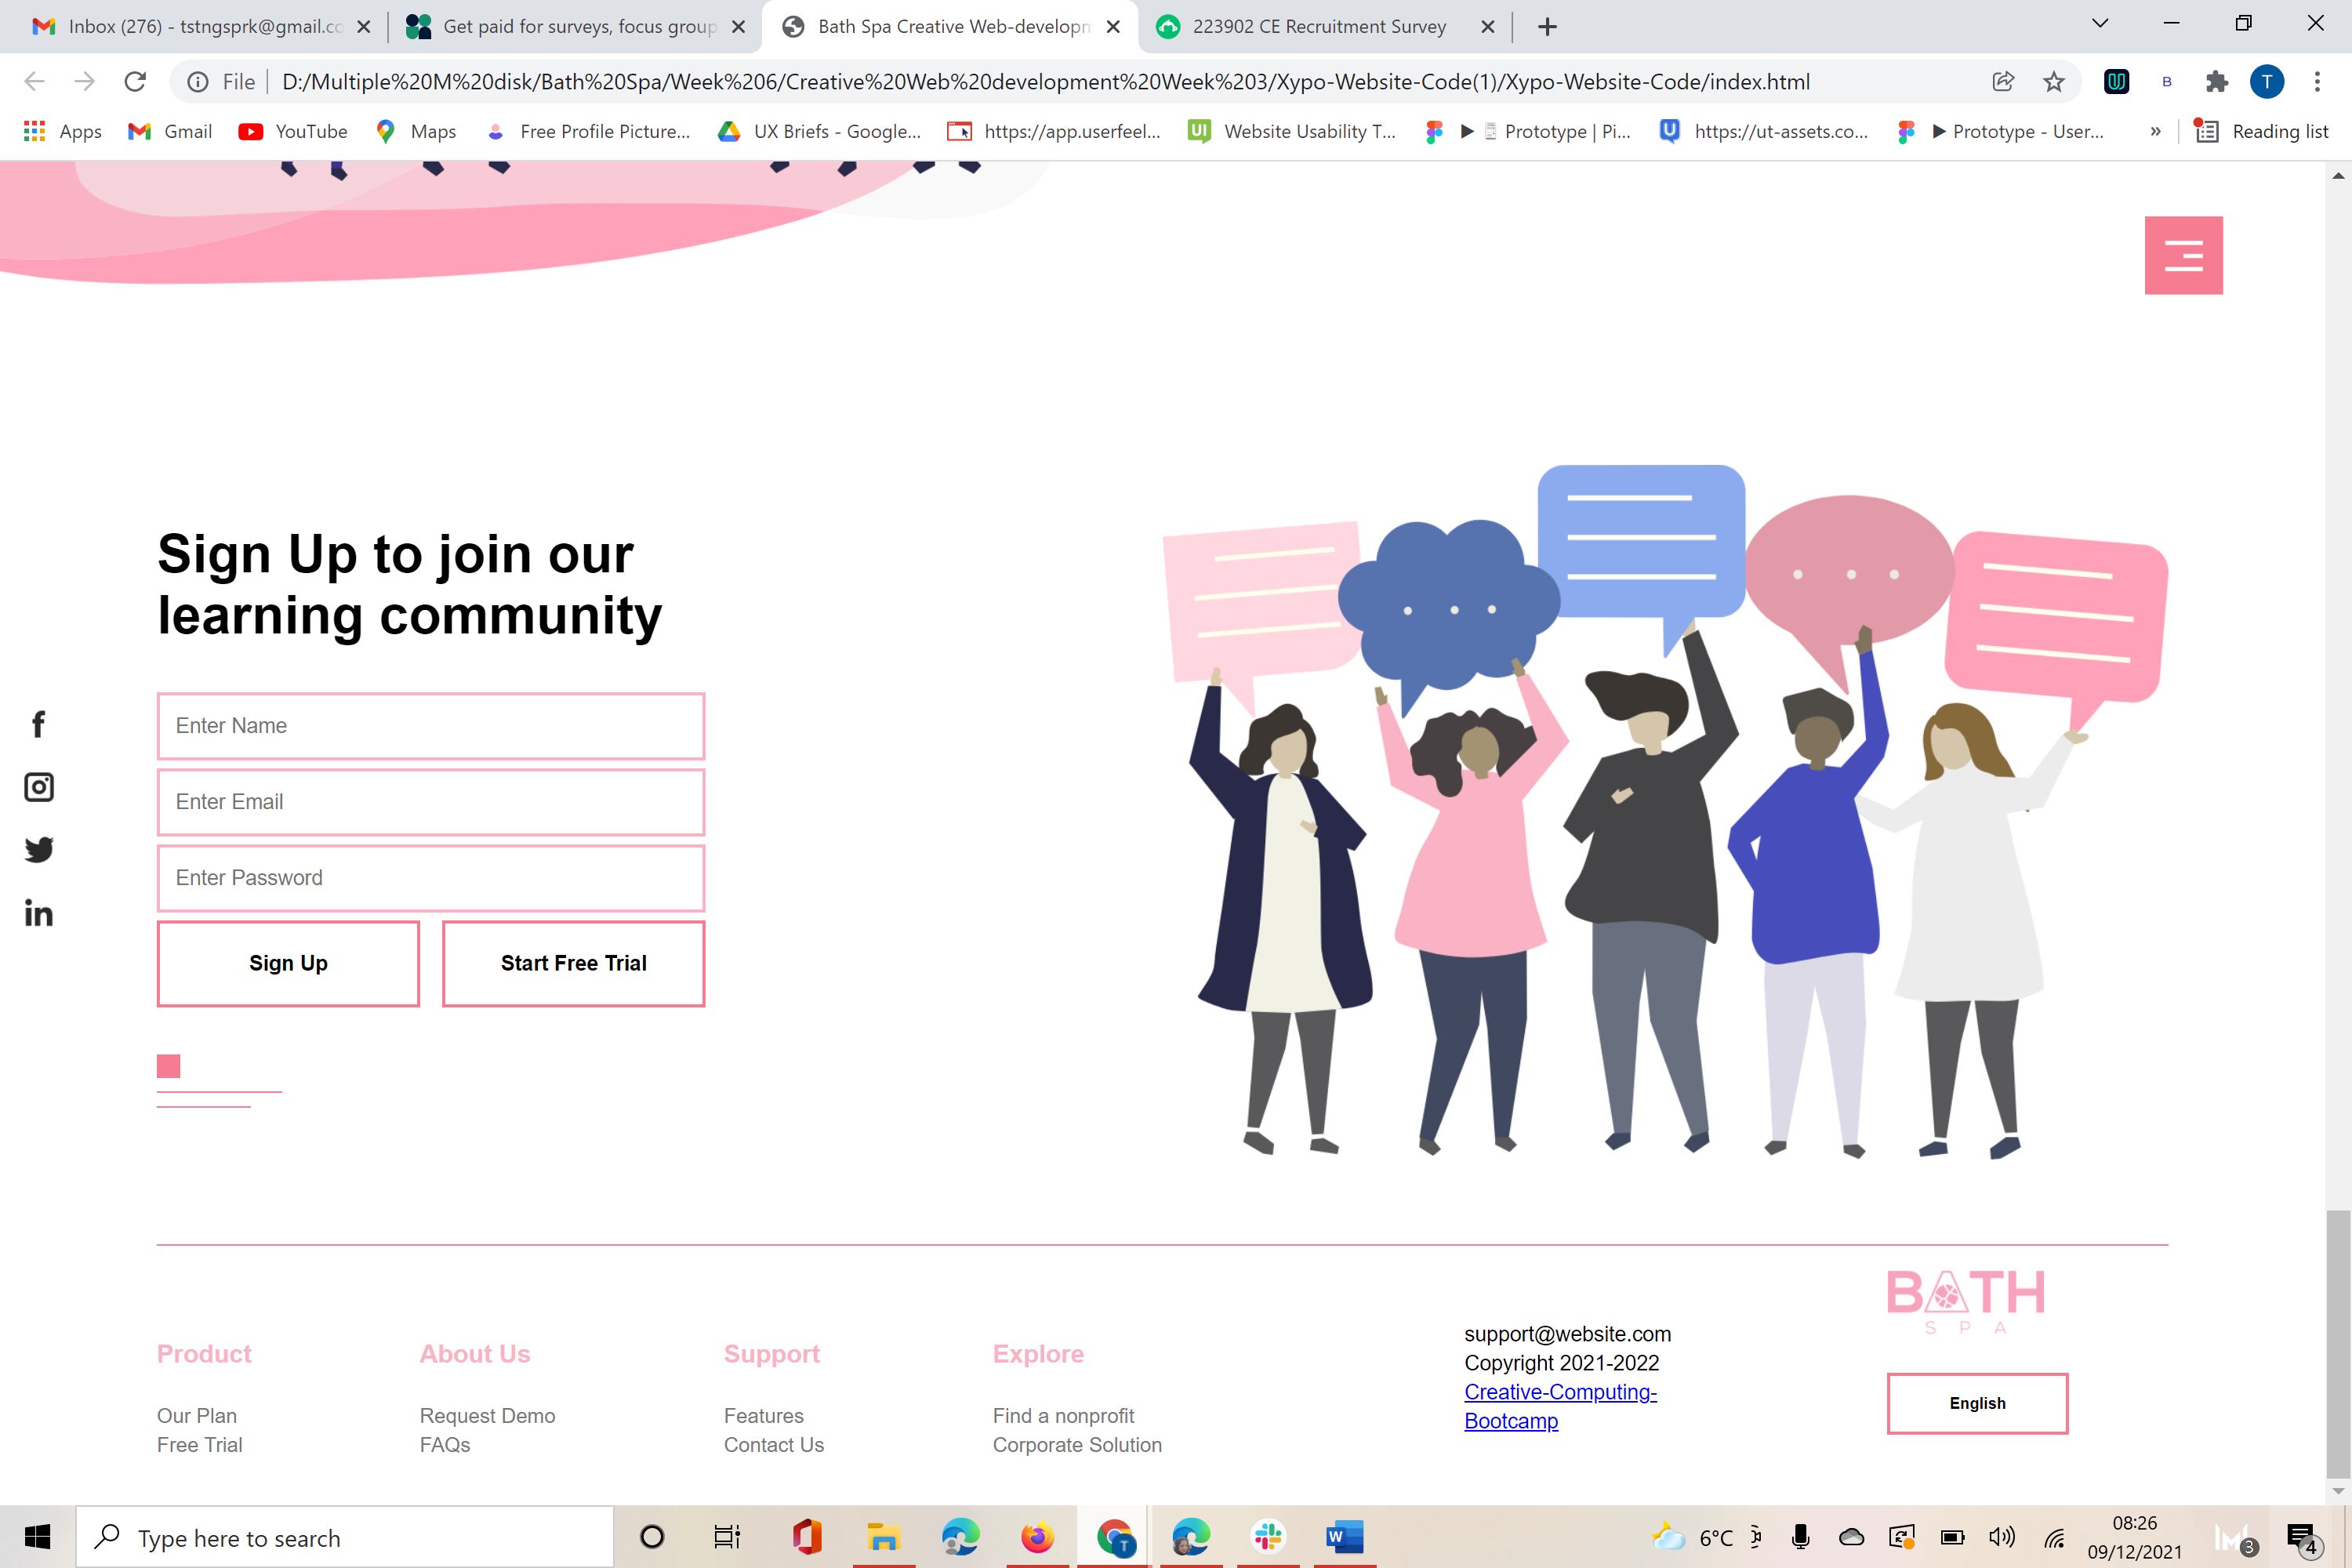 Inbox (276) - tstngsprk@gmail.co
Get paid for surveys, focus group
Bath Spa Creative Web-developm
223902 CE Recruitment Survey
File
D:/Multiple%20M%20disk/Bath%20Spa/Week%206/Creative%20Web%20development%20Week%203/Xypo-Website-Code(1)/Xypo-Website-Code/index.html
B
T
Apps
Gmail
YouTube
Maps
Free Profile Picture...
UX Briefs - Google...
https://app.userfeel...
Website Usability T...
Prototype | Pi...
https://ut-assets.co...
Prototype - User...
»
Reading list
Sign Up to join our
learning community
Enter Name
Enter Email
Enter Password
Sign Up
Start Free Trial
Product
Our Plan
Free Trial
About Us
Request Demo
FAQs
Support
Features
Contact Us
Explore
Find a nonprofit
Corporate Solution
support@website.com
Copyright 2021-2022
Creative-Computing-
Bootcamp
BATH
SPA
English
Type here to search
6°C
08:26
09/12/2021
3
4